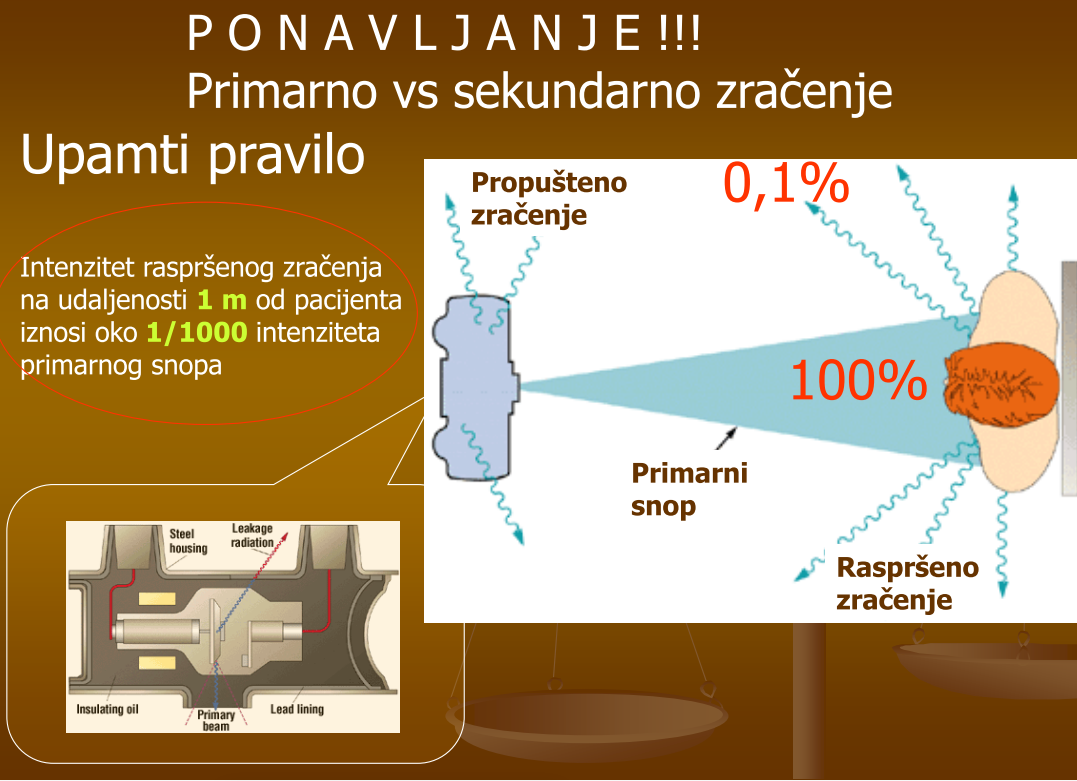 P O N A V L J A N J E !!!
Primarno vs sekundarno zračenje
Upamti pravilo
Intenzitet raspršenog zračenja
na udaljenosti 1 m od pacijenta
iznosi oko 1/1000 intenziteta
primarnog snopa
Propušteno
zračenje
0,1%
100%
Primarni
snop
Raspršeno
zračenje
Steel
housing
Leakage
radiation
Insulating oil
Primary
beam
Lead lining